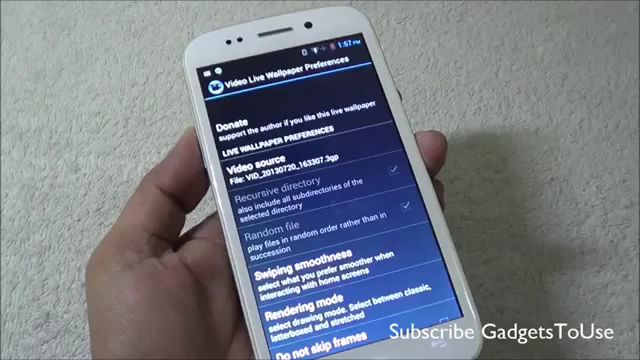 1:57 PM
Video Live Wallpaper Preferences
Donate
support the author if you like this live wallpaper
LIVE WALLPAPER PREFERENCES
Video source
File: VID_20130720_163307.3gp
Recursive directory
also include all subdirectories of the
selected directory
Random file
play files in random order rather than in
succession
Swiping smoothness
select what you prefer smoother when
interacting with home screens
Rendering mode
select drawing mode. Select between classic,
letterboxed and stretched
Do not skip frames
Subscribe GadgetsToUse